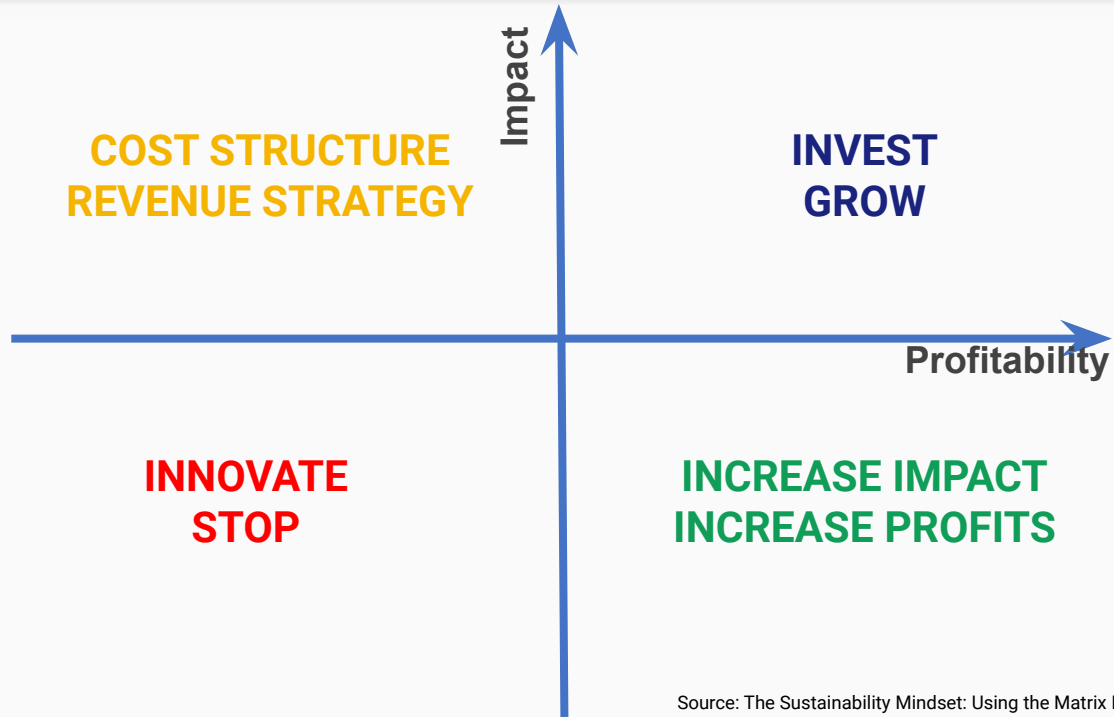 Impact
COST STRUCTURE
REVENUE STRATEGY
INVEST
GROW
Profitability
INNOVATE
STOP
INCREASE IMPACT
INCREASE PROFITS
Source: The Sustainability Mindset: Using the Matrix